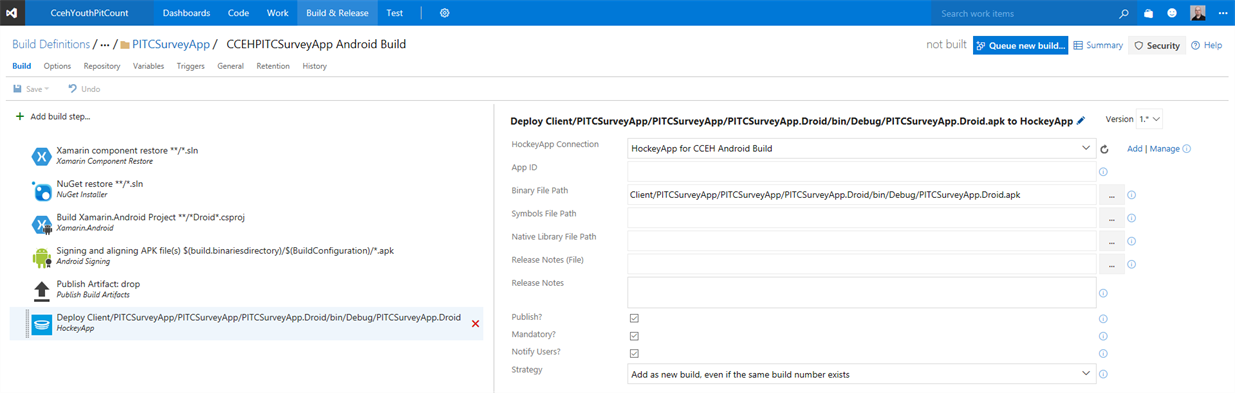 CcehYouthPitCount Dashboards Code Work Build & Release Test Search work items
Build Definitions / ... / PITCSurveyApp / CCEHPITCSurveyApp Android Build not built Queue new build... Summary Security Help
Build Options Repository Variables Triggers General Retention History
Save Undo
Add build step...
Xamarin component restore **/*.sln
Xamarin Component Restore
NuGet restore **/*.sln
NuGet Installer
Build Xamarin.Android Project **/*Droid*.csproj
Xamarin.Android
Signing and aligning APK file(s) $(build.binariesdirectory)/$(BuildConfiguration)/*.apk
Android Signing
Publish Artifact: drop
Publish Build Artifacts
Deploy Client/PITCSurveyApp/PITCSurveyApp/PITCSurveyApp.Droid/bin/Debug/PITCSurveyApp.Droid
HockeyApp
Deploy Client/PITCSurveyApp/PITCSurveyApp/PITCSurveyApp.Droid/bin/Debug/PITCSurveyApp.Droid.apk to HockeyApp Version 1.*
HockeyApp Connection HockeyApp for CCEH Android Build Add | Manage
App ID
Binary File Path Client/PITCSurveyApp/PITCSurveyApp/PITCSurveyApp.Droid/bin/Debug/PITCSurveyApp.Droid.apk ...
Symbols File Path ...
Native Library File Path ...
Release Notes (File) ...
Release Notes
Publish?
Mandatory?
Notify Users?
Strategy Add as new build, even if the same build number exists